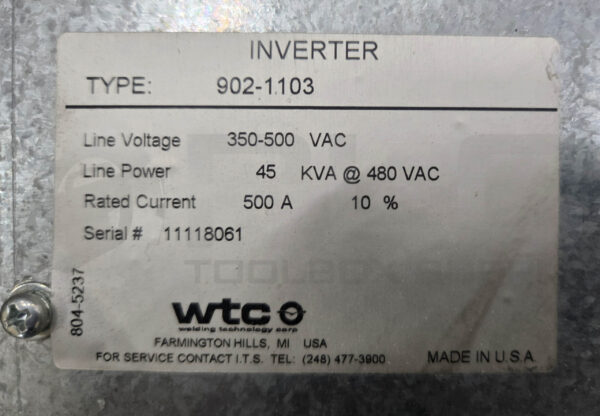 INVERTER
TYPE: 902-1103
Line Voltage 350-500 VAC
Line Power 45 KVA @ 480 VAC
Rated Current 500 A 10 %
Serial # 11118061
804-5237
wtc
welding technology corp
FARMINGTON HILLS, MI USA
FOR SERVICE CONTACT I.T.S. TEL: (248) 477-3900
MADE IN U.S.A.